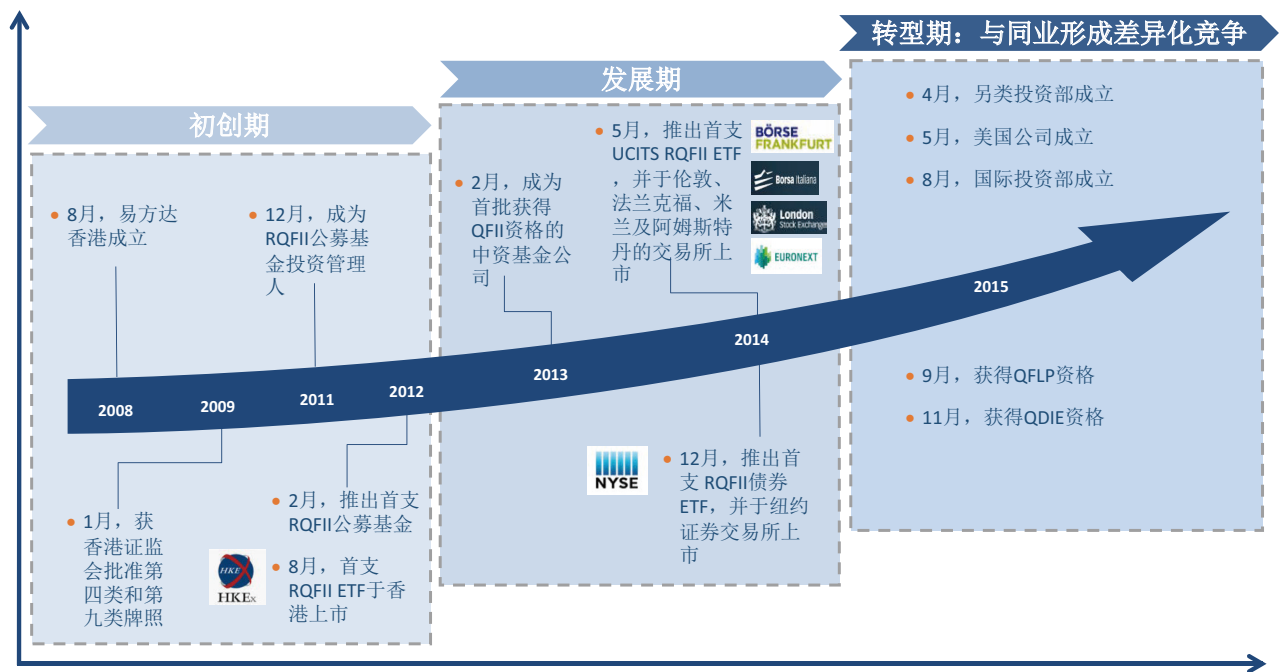 转型期：与同业形成差异化竞争
发展期
初创期
4月，另类投资部成立
5月，美国公司成立
8月，国际投资部成立
5月，推出首支
UCITS RQFII ETF
，并于伦敦、
法兰克福、米
兰及阿姆斯特
丹的交易所上
市
BÖRSE
FRANKFURT
Borsa Italiana
London
Stock Exchange
EURONEXT
2月，成为
首批获得
QFII资格的
中资基金公
司
8月，易方达
香港成立
12月，成为
RQFII公募基
金投资管理
人
2015
2014
2013
2012
2011
2009
2008
9月，获得QFLP资格
11月，获得QDIE资格
NYSE
12月，推出首
支 RQFII债券
ETF，并于纽约
证券交易所上
市
2月，推出首支
RQFII公募基金
1月，获
香港证监
会批准第
四类和第
九类牌照
HKEx
HKEx
8月，首支
RQFII ETF于香
港上市